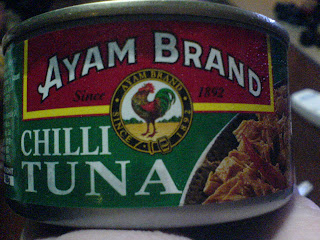 AYAM BRAND
Since 1892
AYAM BRAND
SINCE 1892
CHILLI
TUNA